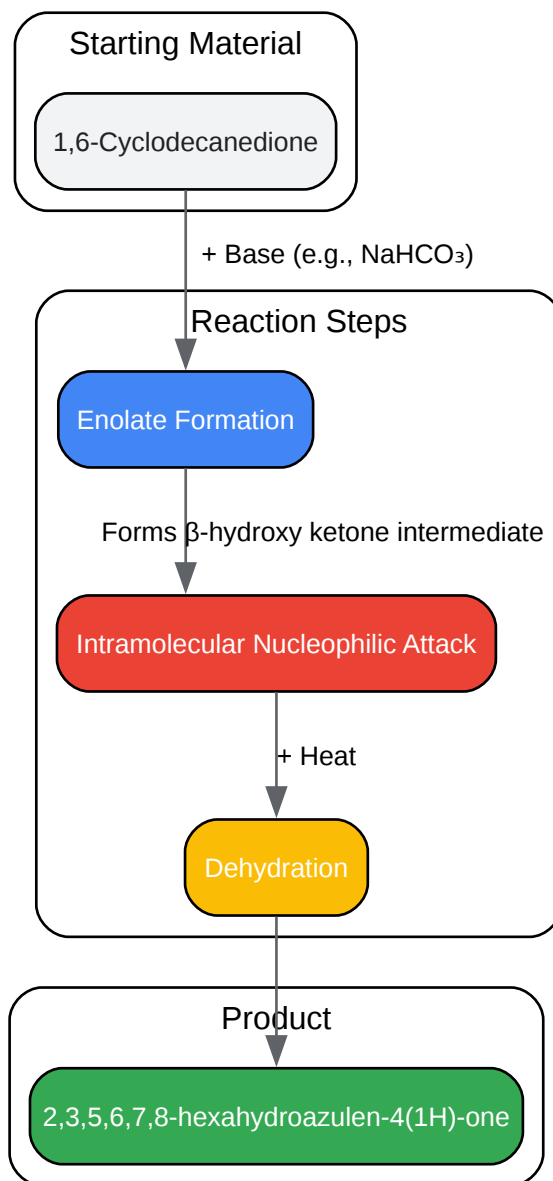 Starting Material
1,6-Cyclodecanedione
+ Base (e.g., NaHCO₃)
Reaction Steps
Enolate Formation
Forms β-hydroxy ketone intermediate
Intramolecular Nucleophilic Attack
+ Heat
Dehydration
Product
2,3,5,6,7,8-hexahydroazulen-4(1H)-one